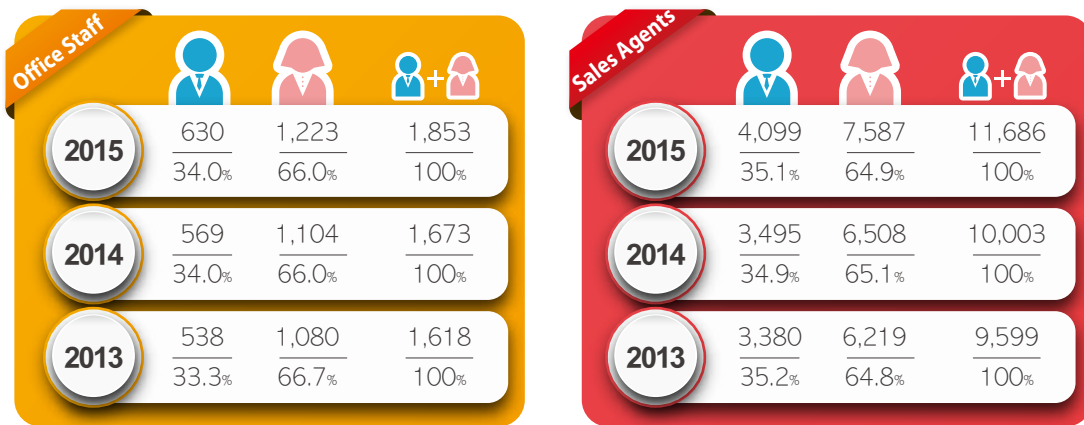 Office Staff
2015
630 1,223 1,853
34.0% 66.0% 100%
2014
569 1,104 1,673
34.0% 66.0% 100%
2013
538 1,080 1,618
33.3% 66.7% 100%
Sales Agents
2015
4,099 7,587 11,686
35.1% 64.9% 100%
2014
3,495 6,508 10,003
34.9% 65.1% 100%
2013
3,380 6,219 9,599
35.2% 64.8% 100%